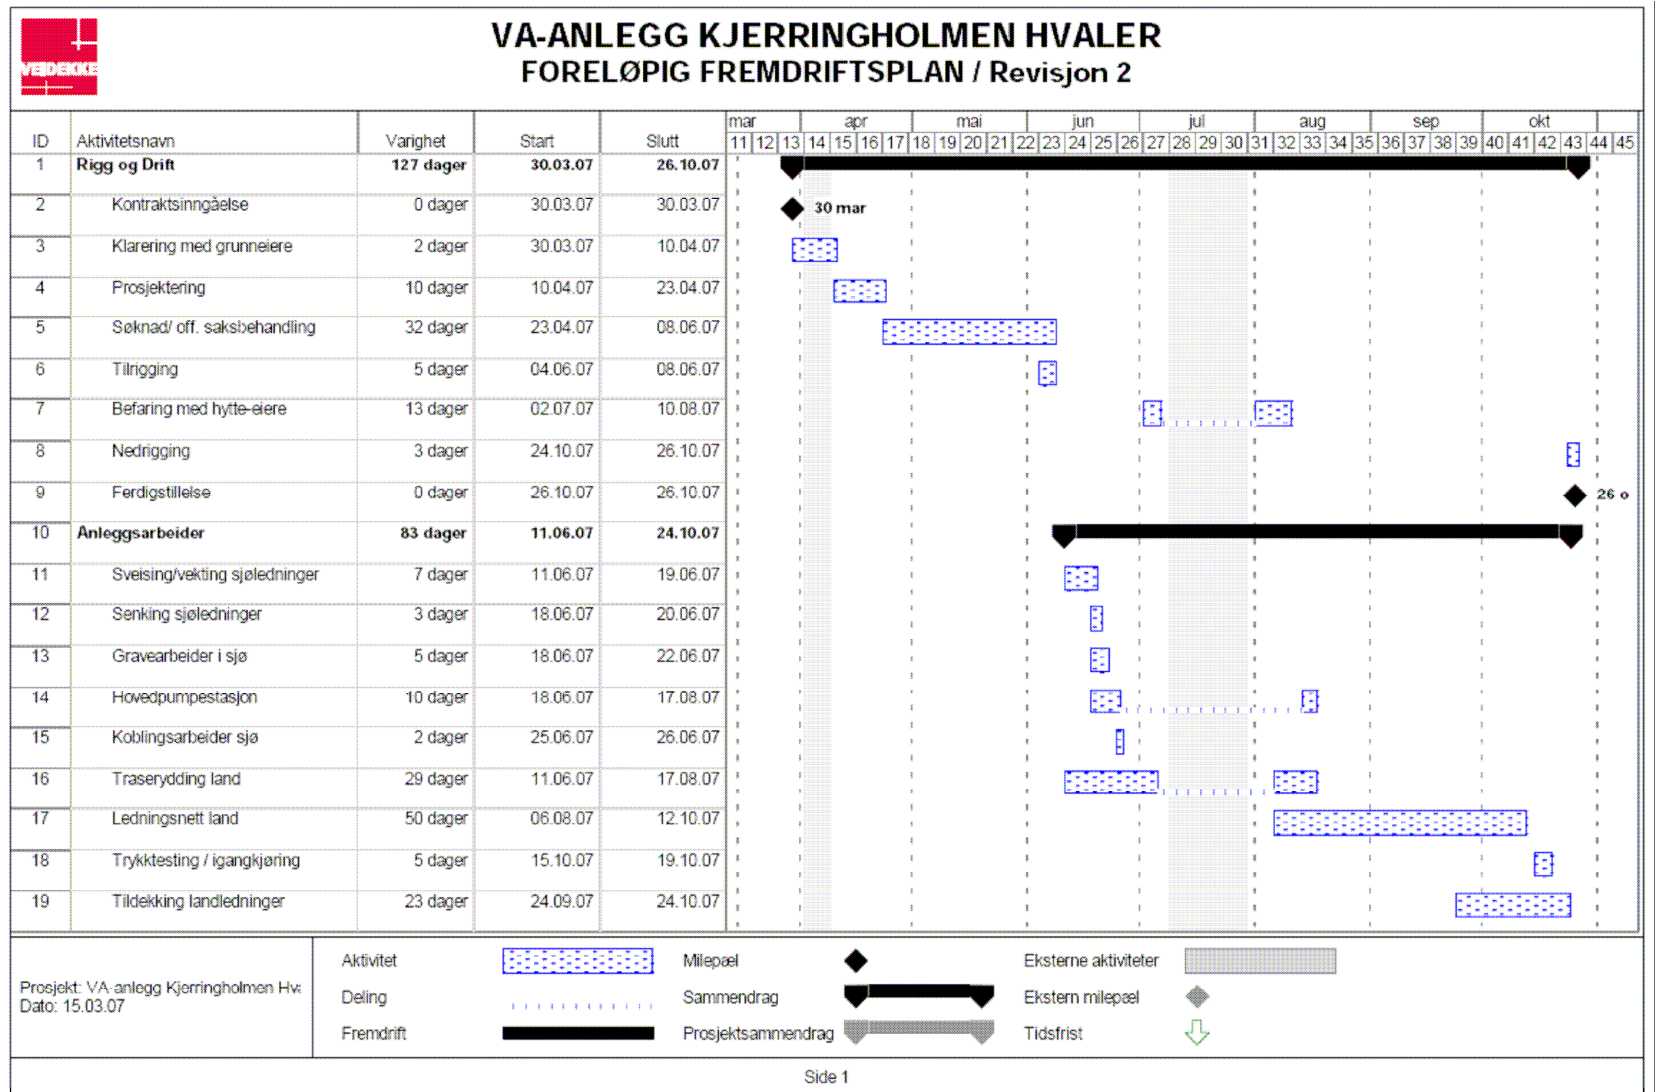 VEIDEKKE
VA-ANLEGG KJERRINGHOLMEN HVALER
FORELØPIG FREMDRIFTSPLAN / Revisjon 2
mar apr mai jun jul aug sep okt
ID Aktivitetsnavn Varighet Start Slutt 11 12 13 14 15 16 17 18 19 20 21 22 23 24 25 26 27 28 29 30 31 32 33 34 35 36 37 38 39 40 41 42 43 44 45
1 Rigg og Drift 127 dager 30.03.07 26.10.07
2 Kontraktsinngåelse 0 dager 30.03.07 30.03.07 30 mar
3 Klarering med grunneiere 2 dager 30.03.07 10.04.07
4 Prosjektering 10 dager 10.04.07 23.04.07
5 Søknad/ off. saksbehandling 32 dager 23.04.07 08.06.07
6 Tilrigging 5 dager 04.06.07 08.06.07
7 Befaring med hytte-eiere 13 dager 02.07.07 10.08.07
8 Nedrigging 3 dager 24.10.07 26.10.07
9 Ferdigstillelse 0 dager 26.10.07 26.10.07 26 o
10 Anleggsarbeider 83 dager 11.06.07 24.10.07
11 Sveising/vekting sjøledninger 7 dager 11.06.07 19.06.07
12 Senking sjøledninger 3 dager 18.06.07 20.06.07
13 Gravearbeider i sjø 5 dager 18.06.07 22.06.07
14 Hovedpumpestasjon 10 dager 18.06.07 17.08.07
15 Koblingsarbeider sjø 2 dager 25.06.07 26.06.07
16 Traserydding land 29 dager 11.06.07 17.08.07
17 Ledningsnett land 50 dager 06.08.07 12.10.07
18 Trykktesting / igangkjøring 5 dager 15.10.07 19.10.07
19 Tildekking landledninger 23 dager 24.09.07 24.10.07
Prosjekt: VA-anlegg Kjerringholmen Hva
Dato: 15.03.07
Aktivitet Milepæl Eksterne aktiviteter
Deling Sammendrag Ekstern milepæl
Fremdrift Prosjektsammendrag Tidsfrist
Side 1